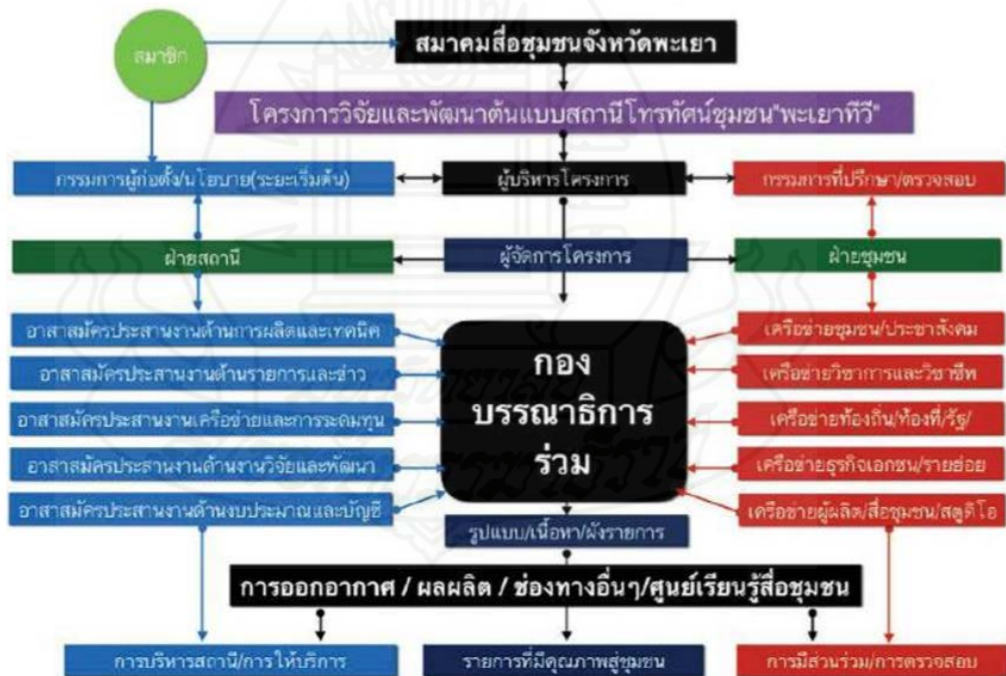 สมาชิก
สมาคมสื่อชุมชนจังหวัดพะเยา
โครงการวิจัยและพัฒนาต้นแบบสถานีโทรทัศน์ชุมชน"พะเยาทีวี"
กรรมการผู้ก่อตั้ง/นโยบาย(ระยะเริ่มต้น)
ผู้บริหารโครงการ
กรรมการที่ปรึกษา/ตรวจสอบ
ฝ่ายสถานี
ผู้จัดการโครงการ
ฝ่ายชุมชน
อาสาสมัครประสานงานด้านการผลิตและเทคนิค
อาสาสมัครประสานงานด้านรายการและข่าว
อาสาสมัครประสานงานเครือข่ายและการระดมทุน
อาสาสมัครประสานงานด้านงานวิจัยและพัฒนา
อาสาสมัครประสานงานด้านงบประมาณและบัญชี
กอง
บรรณาธิการ
ร่วม
เครือข่ายชุมชน/ประชาสังคม
เครือข่ายวิชาการและวิชาชีพ
เครือข่ายท้องถิ่น/ท้องที่/รัฐ/
เครือข่ายธุรกิจเอกชน/รายย่อย
เครือข่ายผู้ผลิต/สื่อชุมชน/สตูดิโอ
รูปแบบ/เนื้อหา/ผังรายการ
การออกอากาศ / ผลผลิต / ช่องทางอื่นๆ/ศูนย์เรียนรู้สื่อชุมชน
การบริหารสถานี/การให้บริการ
รายการที่มีคุณภาพสู่ชุมชน
การมีส่วนร่วม/การตรวจสอบ